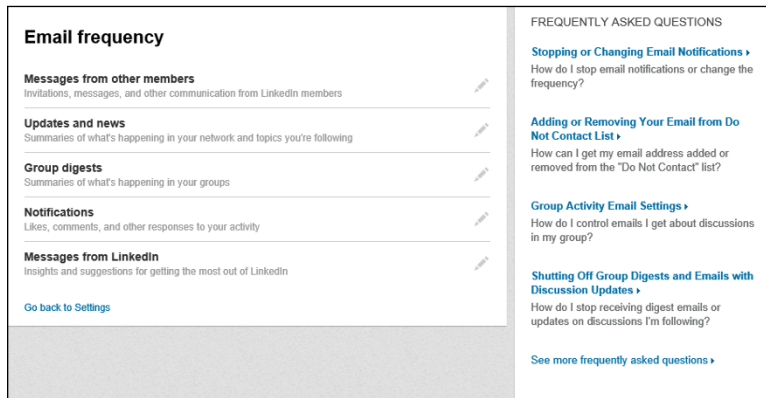 Email frequency
Messages from other members
Invitations, messages, and other communication from LinkedIn members
Updates and news
Summaries of what's happening in your network and topics you're following
Group digests
Summaries of what's happening in your groups
Notifications
Likes, comments, and other responses to your activity
Messages from LinkedIn
Insights and suggestions for getting the most out of LinkedIn
Go back to Settings
FREQUENTLY ASKED QUESTIONS
Stopping or Changing Email Notifications ▸
How do I stop email notifications or change the
frequency?
Adding or Removing Your Email from Do
Not Contact List ▸
How can I get my email address added or
removed from the "Do Not Contact" list?
Group Activity Email Settings ▸
How do I control emails I get about discussions
in my group?
Shutting Off Group Digests and Emails with
Discussion Updates ▸
How do I stop receiving digest emails or
updates on discussions I'm following?
See more frequently asked questions ▸